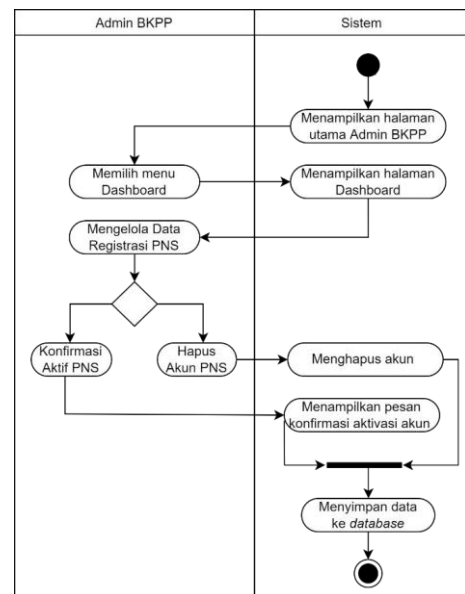 Admin BKPP
Sistem
Menampilkan halaman
utama Admin BKPP
Memilih menu
Dashboard
Menampilkan halaman
Dashboard
Mengelola Data
Registrasi PNS
Konfirmasi
Aktif PNS
Hapus
Akun PNS
Menghapus akun
Menampilkan pesan
konfirmasi aktivasi akun
Menyimpan data
ke database